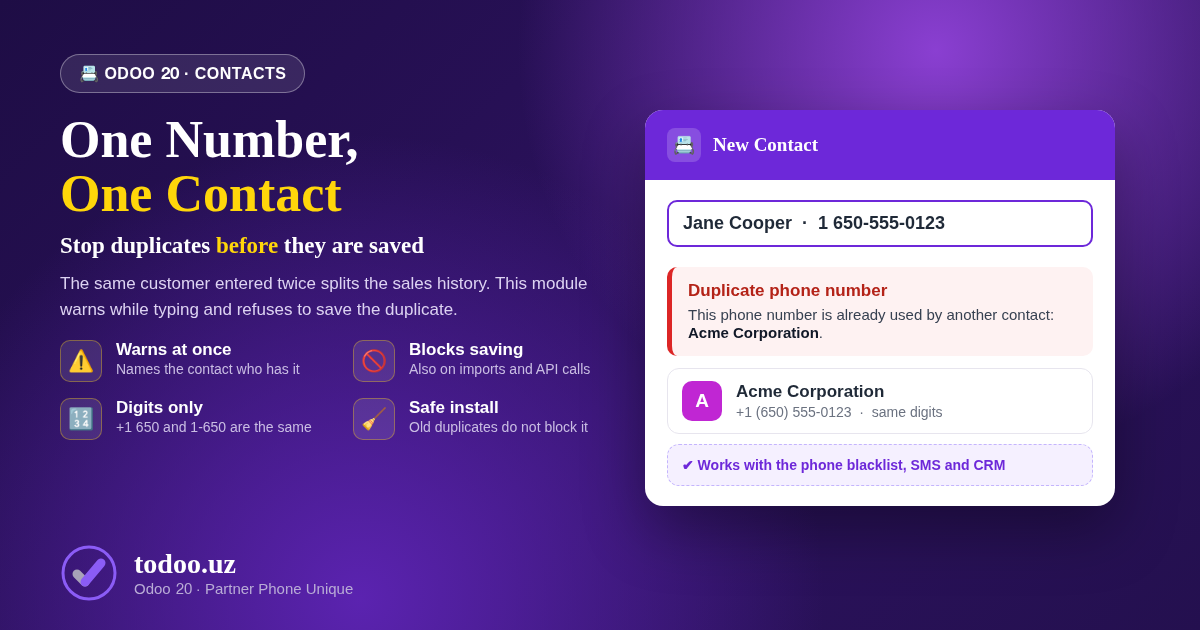 📇 ODOO 20 · CONTACTS
One Number,
One Contact
Stop duplicates before they are saved
The same customer entered twice splits the sales history. This module
warns while typing and refuses to save the duplicate.
Warns at once
Names the contact who has it
Blocks saving
Also on imports and API calls
Digits only
+1 650 and 1-650 are the same
Safe install
Old duplicates do not block it
todoo.uz
Odoo 20 · Partner Phone Unique
New Contact
Jane Cooper · 1 650-555-0123
Duplicate phone number
This phone number is already used by another contact:
Acme Corporation.
A
Acme Corporation
+1 (650) 555-0123 · same digits
✔ Works with the phone blacklist, SMS and CRM